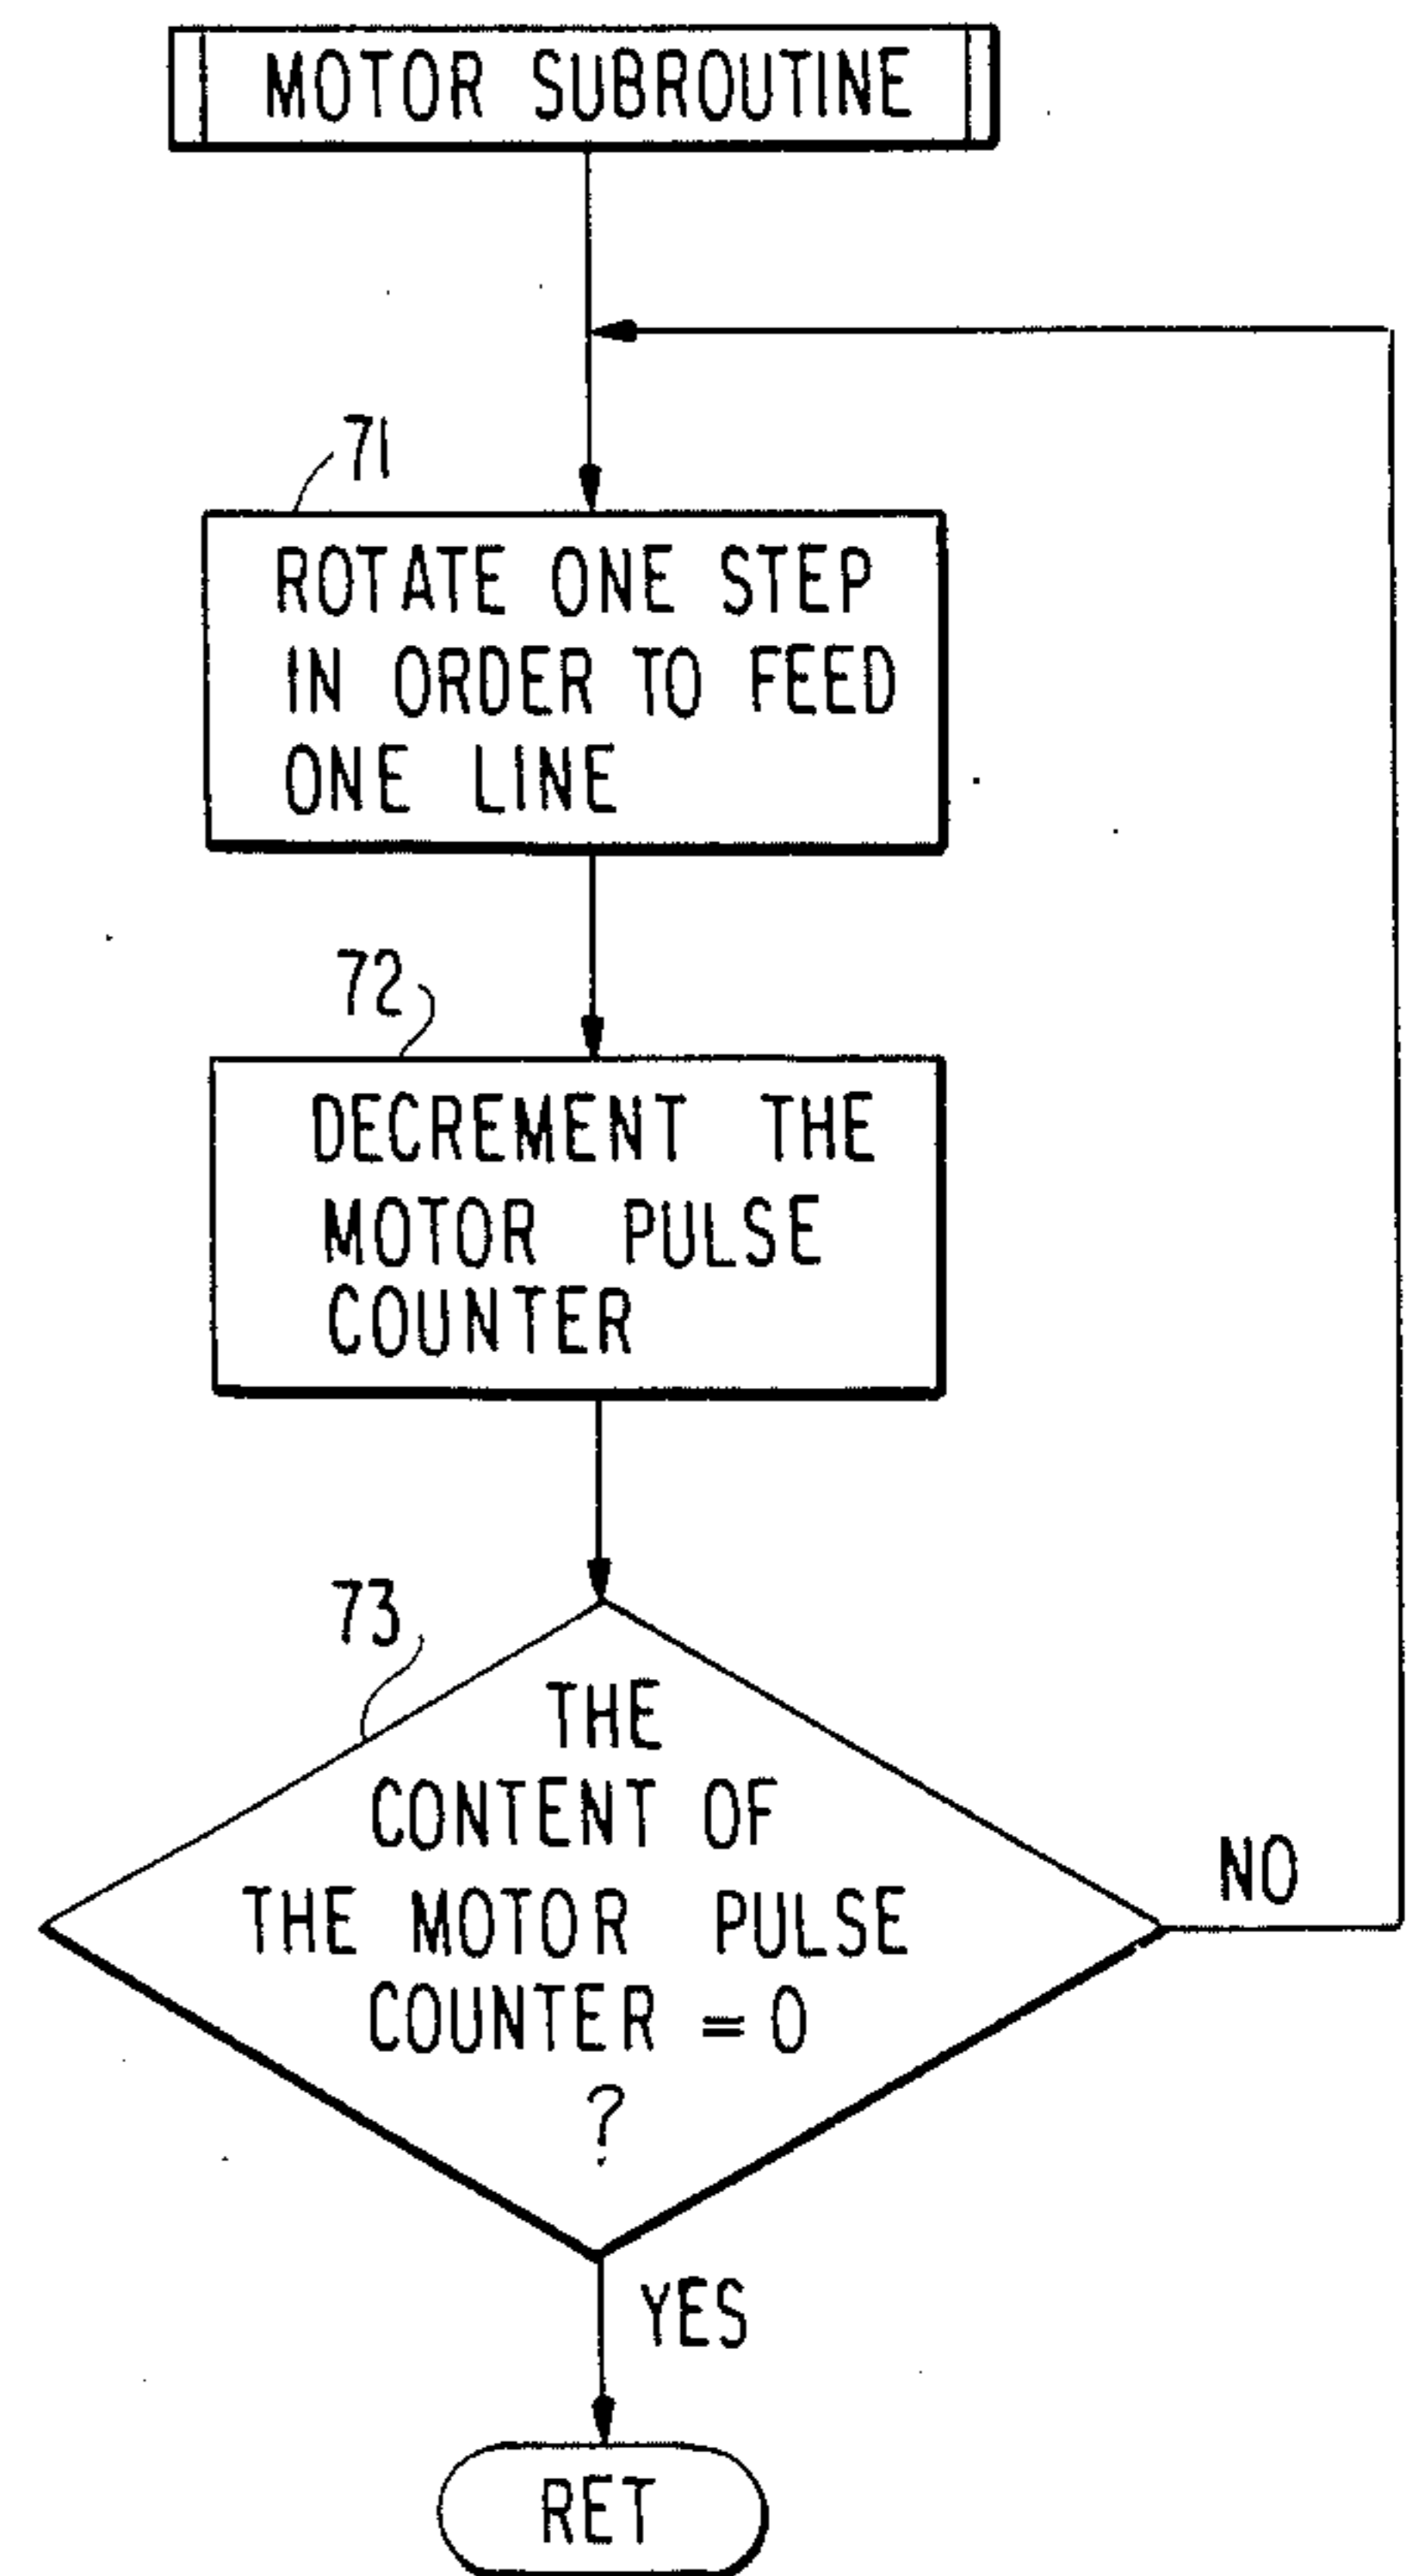 MOTOR SUBROUTINE
71
ROTATE ONE STEP
IN ORDER TO FEED
ONE LINE
72
DECREMENT THE
MOTOR PULSE
COUNTER
73
THE
CONTENT OF
THE MOTOR PULSE
COUNTER = 0
?
NO
YES
RET